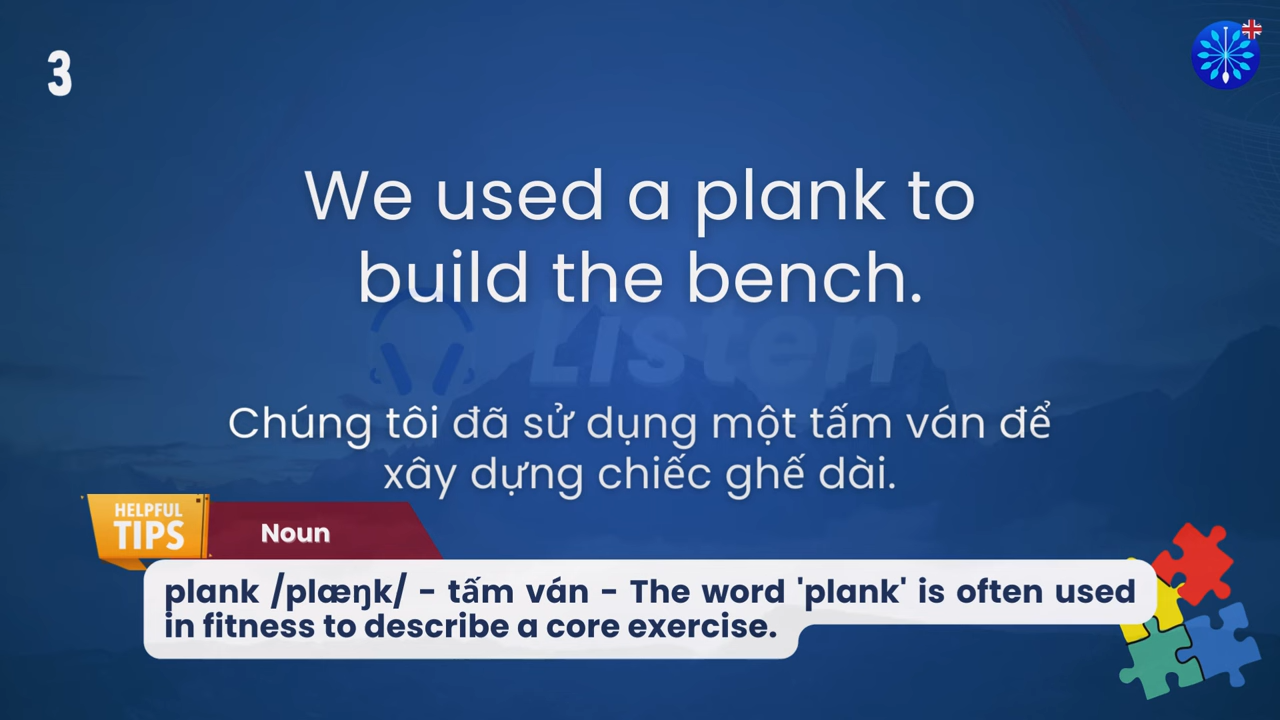 3
We used a plank to
build the bench.
Listen
Chúng tôi đã sử dụng một tấm ván để
xây dựng chiếc ghế dài.
HELPFUL
TIPS
Noun
plank /plæŋk/ - tấm ván - The word 'plank' is often used
in fitness to describe a core exercise.